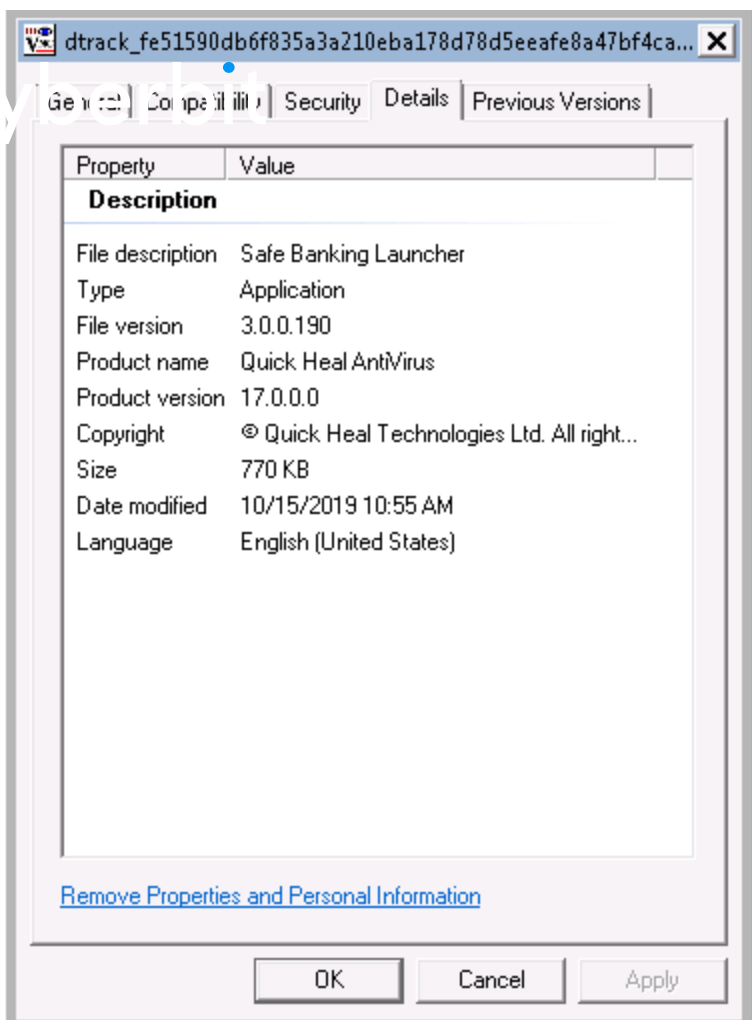 dtrack_fe51590db6f835a3a210eba178d78d5eeafe8a47bf4ca...
yberbit
General Compatibility Security Details Previous Versions
Property Value
Description
File description Safe Banking Launcher
Type Application
File version 3.0.0.190
Product name Quick Heal AntiVirus
Product version 17.0.0.0
Copyright © Quick Heal Technologies Ltd. All right...
Size 770 KB
Date modified 10/15/2019 10:55 AM
Language English (United States)
Remove Properties and Personal Information
OK Cancel Apply